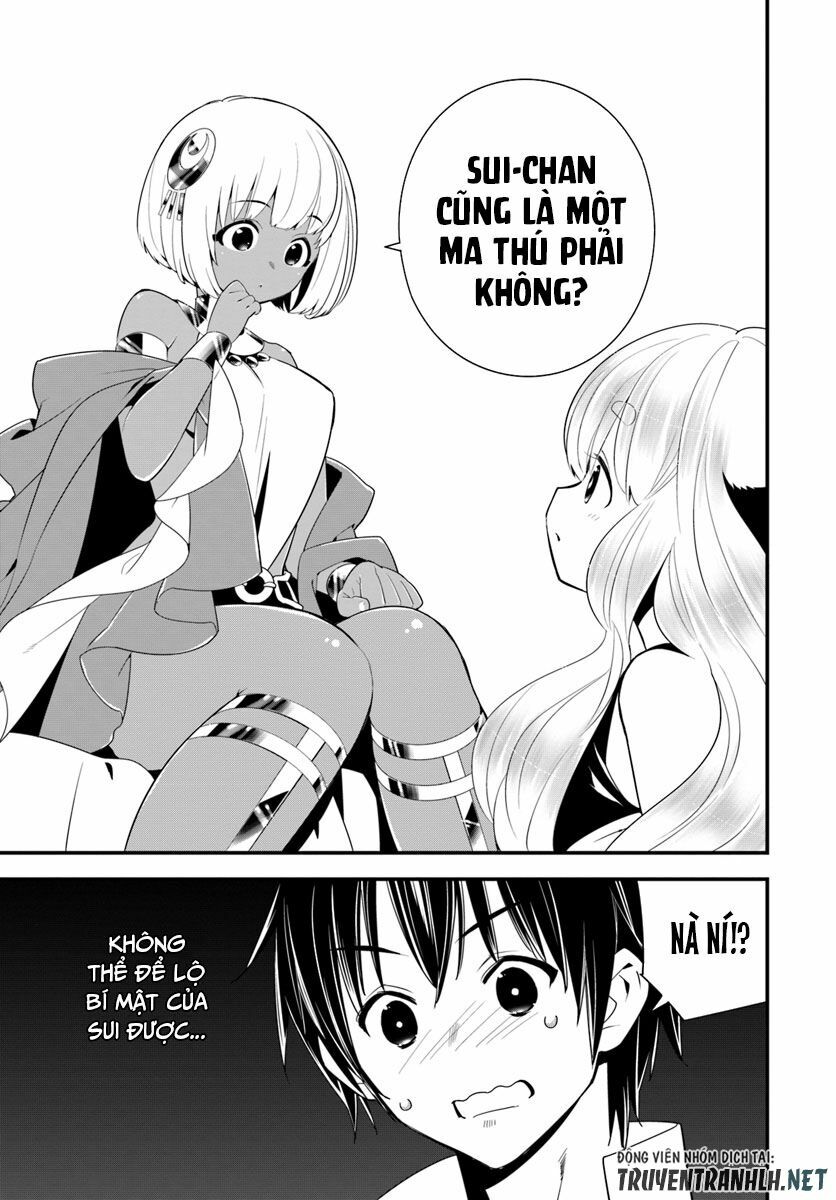 SUI-CHAN
CŨNG LÀ MỘT
MA THÚ PHẢI
KHÔNG?
NÀ NÍ!?
KHÔNG
THỂ ĐỂ LỘ
BÍ MẬT CỦA
SUI ĐƯỢC...
ĐỘNG VIÊN NHÓM DỊCH TẠI:
TRUYENTRANHLH.NET